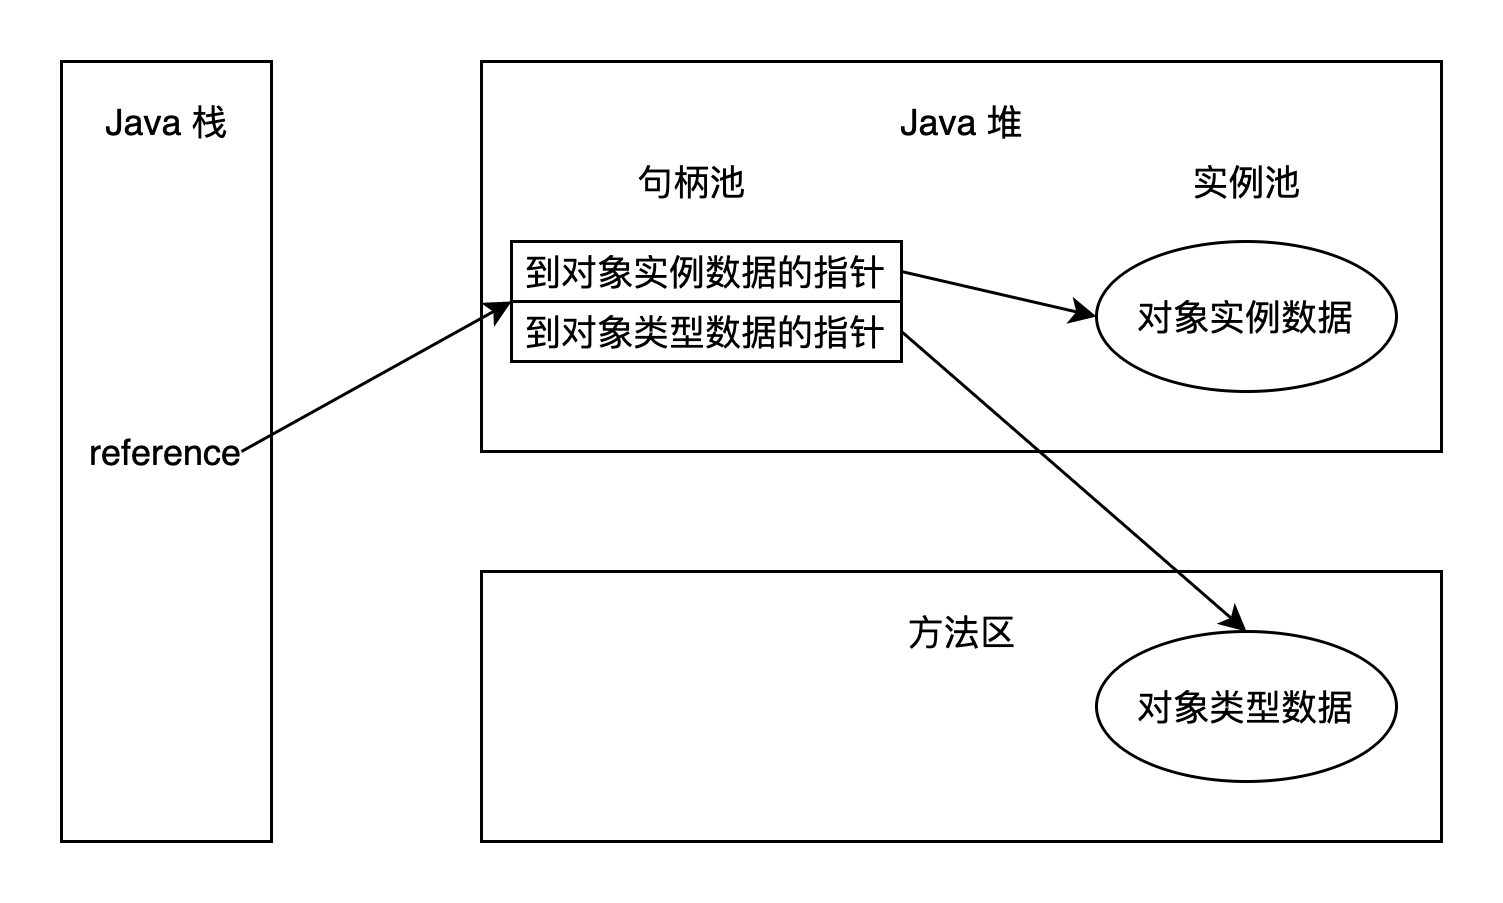 Java 栈
Java 堆
句柄池
实例池
到对象实例数据的指针
到对象类型数据的指针
对象实例数据
reference
方法区
对象类型数据